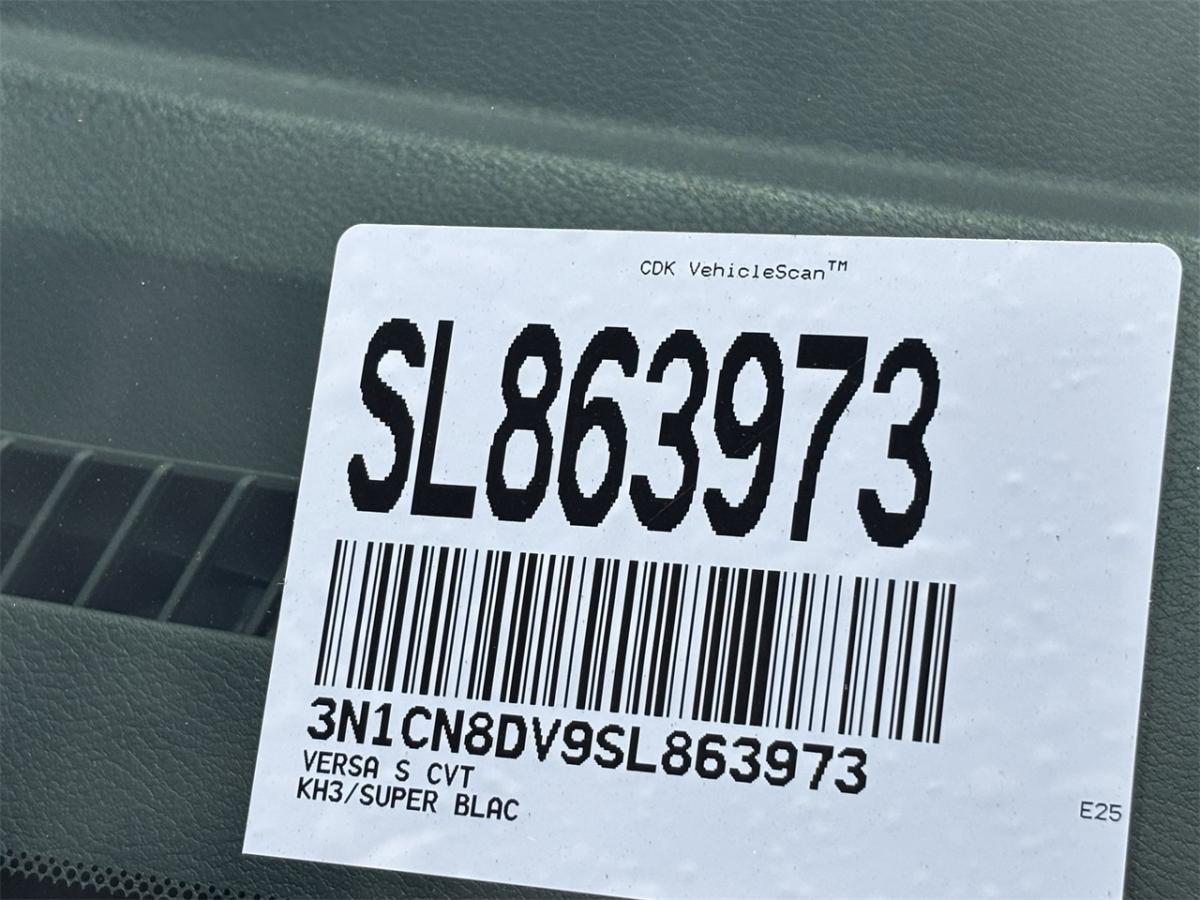 CDK VehicleScan™
SL863973
3N1CN8DV9SL863973
VERSA S CVT
KH3/SUPER BLAC
E25